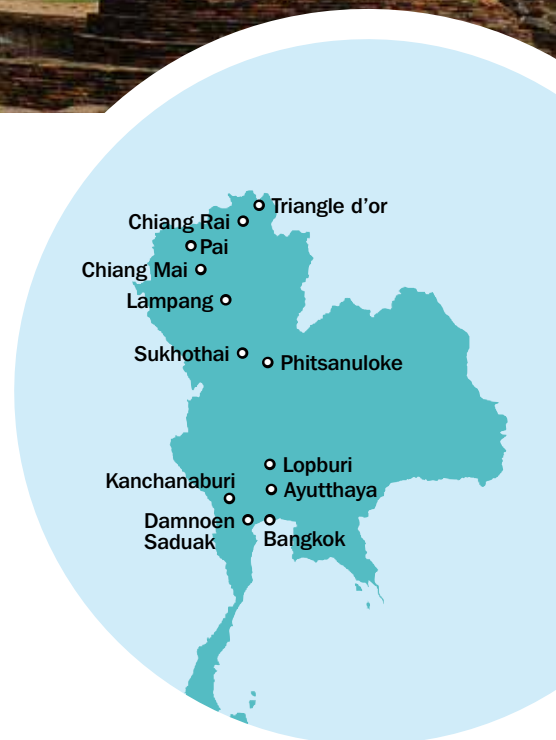 Triangle d'or
Chiang Rai
Pai
Chiang Mai
Lampang
Sukhothai
Phitsanuloke
Lopburi
Kanchanaburi
Ayutthaya
Damnoen
Saduak
Bangkok